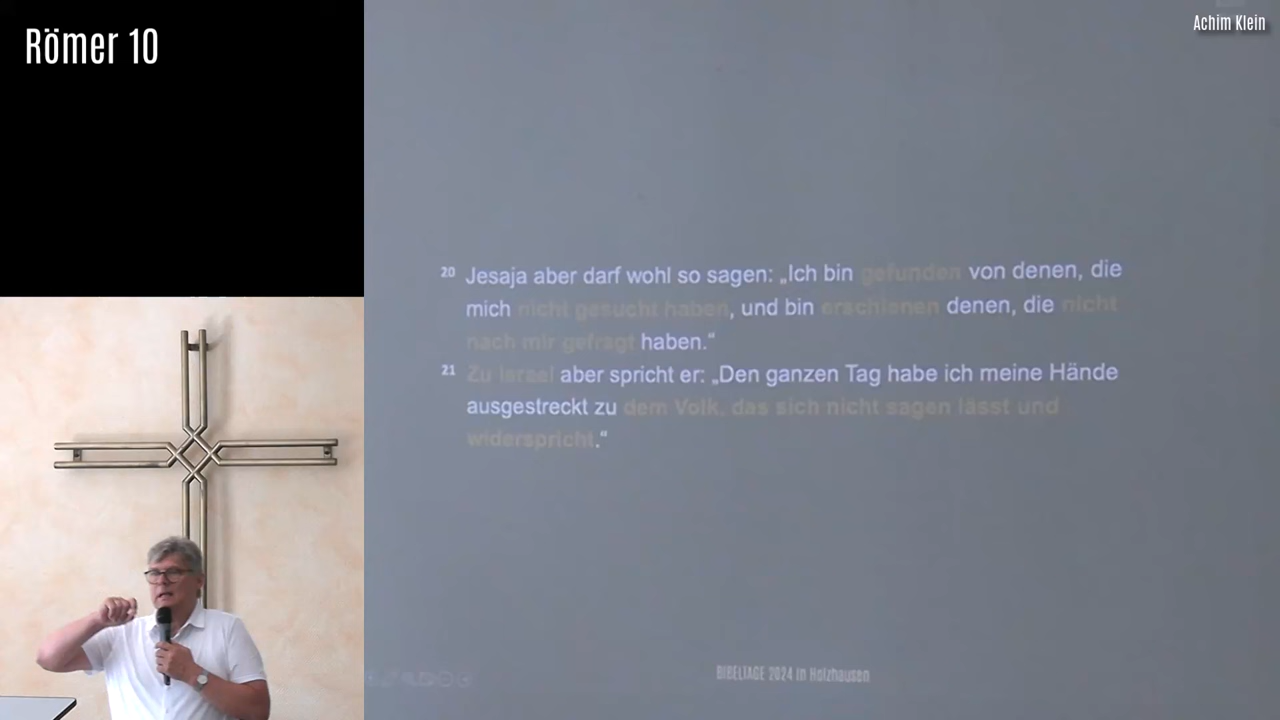 Römer 10
Achim Klein
20 Jesaja aber darf wohl so sagen: „Ich bin gefunden von denen, die
mich nicht gesucht haben, und bin erschienen denen, die nicht
nach mir gefragt haben.“
21 Zu Israel aber spricht er: „Den ganzen Tag habe ich meine Hände
ausgestreckt zu dem Volk, das sich nicht sagen lässt und
widerspricht.“
BIBELTAGE 2024 in Holzhausen